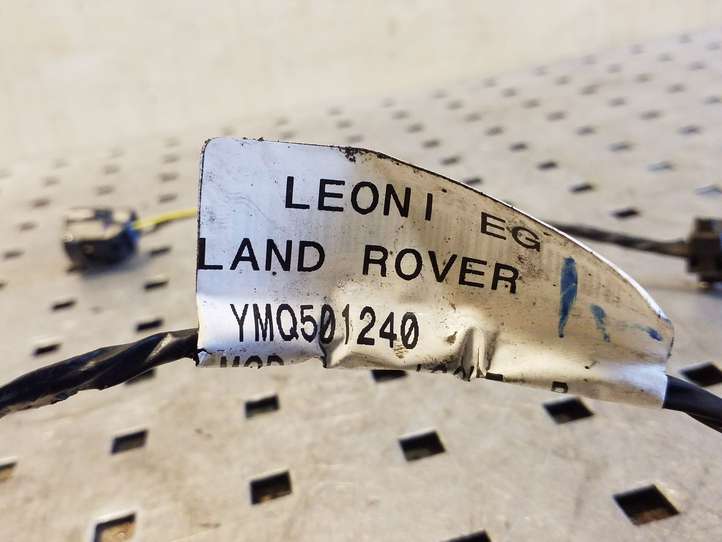 LEONI EG
LAND ROVER
YMQ501240